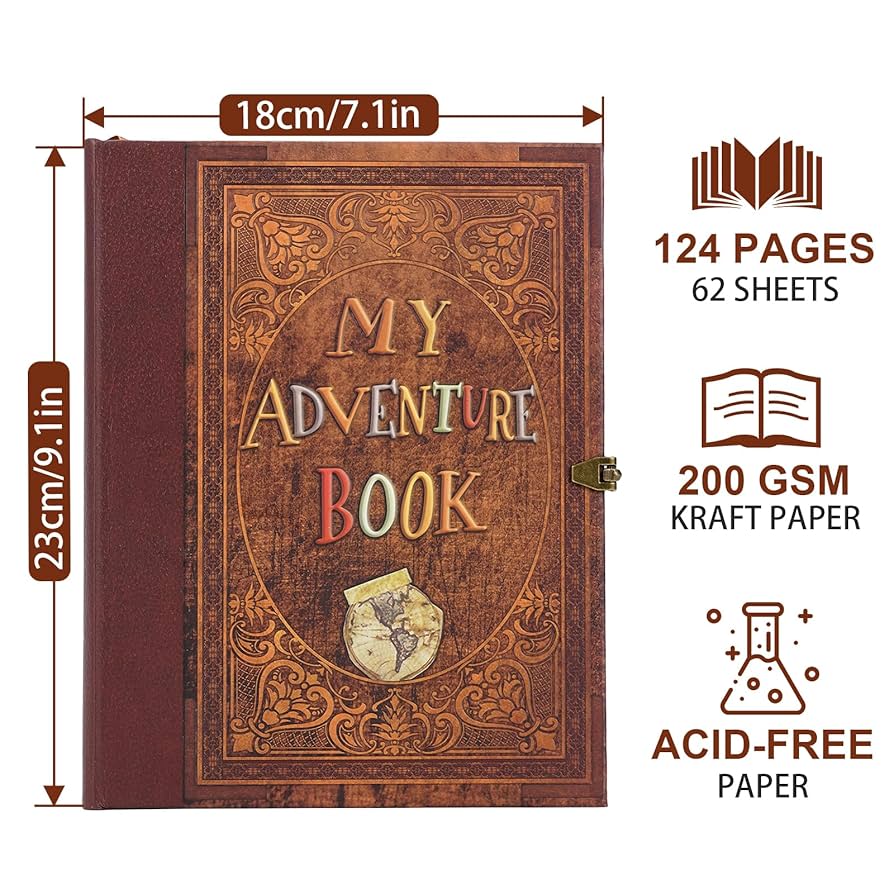 18cm/7.1in
23cm/9.1in
MY
ADVENTURE
BOOK
124 PAGES
62 SHEETS
200 GSM
KRAFT PAPER
ACID-FREE
PAPER